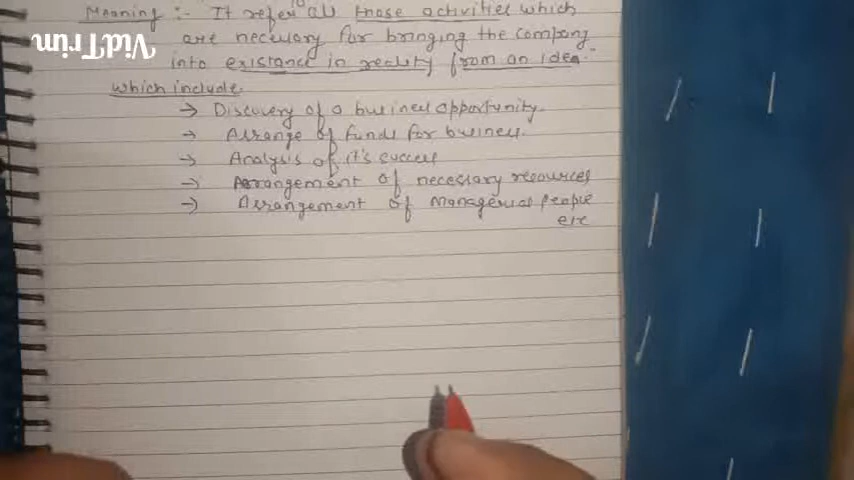 Meaning :- It refer all those activities which
are necessary for bringing the company
into existance in reality from an idea
which include
→ Discovery of a business opportunity
→ Arrange of funds for business.
→ Analysis of it's success
→ Arrangement of necessary resources
→ Arrangement of Managerial people
etc
VidTrim